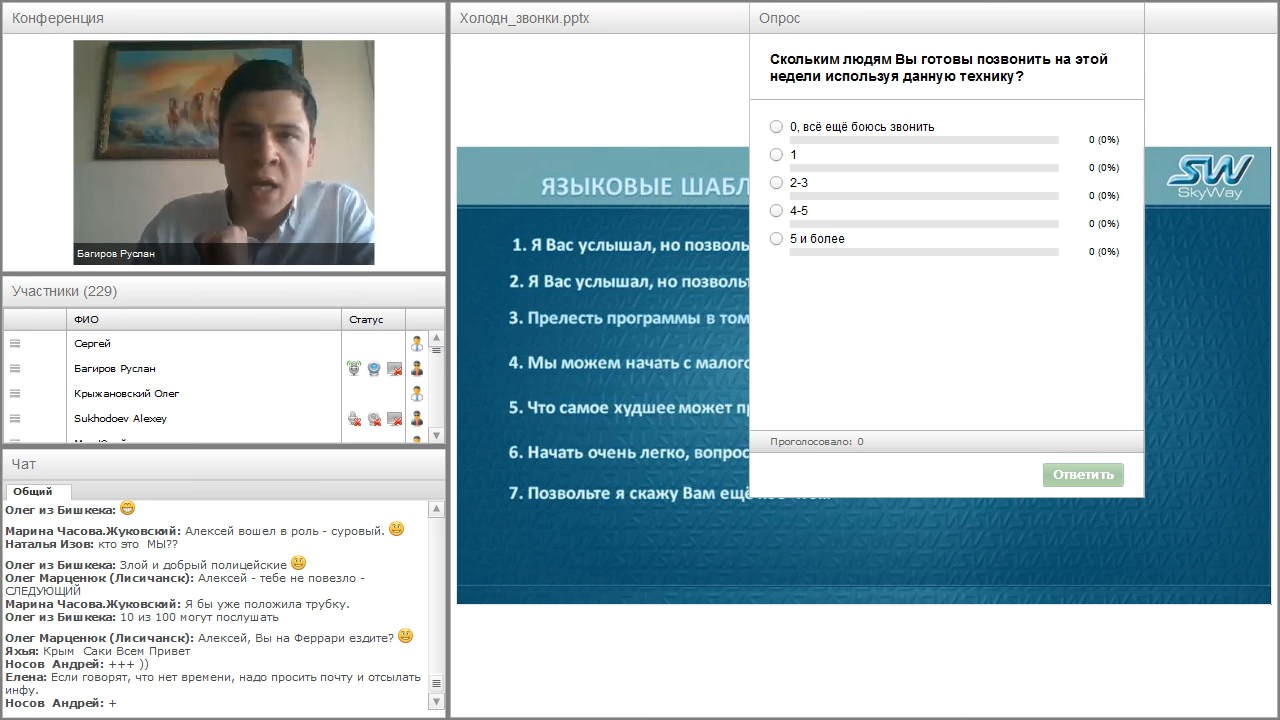 Конференция
Багиров Руслан
Участники (229)
ФИО Статус
Сергей
Багиров Руслан
Крыжановский Олег
Sukhodoev Alexey
Чат
Общий
Олег из Бишкека:
Марина Часова.Жуковский: Алексей вошел в роль - суровый.
Наталья Изов: кто это МЫ??
Олег из Бишкека: Злой и добрый полицейские
Олег Марценюк (Лисичанск): Алексей - тебе не повезло -
СЛЕДУЮЩИЙ
Марина Часова.Жуковский: Я бы уже положила трубку.
Олег из Бишкека: 10 из 100 могут послушать
Олег Марценюк (Лисичанск): Алексей, Вы на Феррари ездите?
Яхья: Крым Саки Всем Привет
Носов Андрей: +++ ))
Елена: Если говорят, что нет времени, надо просить почту и отсылать
инфу.
Носов Андрей: +
Холодн_звонки.pptx
ЯЗЫКОВЫЕ ШАБЛ
SW
SkyWay
1. Я Вас услышал, но позволь
2. Я Вас услышал, но позволь
3. Прелесть программы в том
4. Мы можем начать с малого
5. Что самое худшее может п
6. Начать очень легко, вопрос
7. Позвольте я скажу Вам ещё
Опрос
Скольким людям Вы готовы позвонить на этой
недели используя данную технику?
0, всё ещё боюсь звонить
0 (0%)
1
0 (0%)
2-3
0 (0%)
4-5
0 (0%)
5 и более
0 (0%)
Проголосовало: 0
Ответить